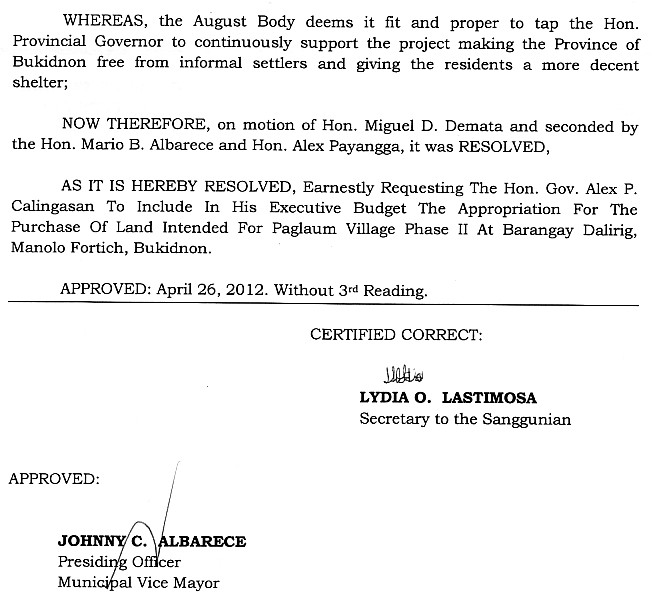 WHEREAS, the August Body deems it fit and proper to tap the Hon.
Provincial Governor to continuously support the project making the Province of
Bukidnon free from informal settlers and giving the residents a more decent
shelter;
NOW THEREFORE, on motion of Hon. Miguel D. Demata and seconded by
the Hon. Mario B. Albarece and Hon. Alex Payangga, it was RESOLVED,
AS IT IS HEREBY RESOLVED, Earnestly Requesting The Hon. Gov. Alex P.
Calingasan To Include In His Executive Budget The Appropriation For The
Purchase Of Land Intended For Paglaum Village Phase II At Barangay Dalirig,
Manolo Fortich, Bukidnon.
APPROVED: April 26, 2012. Without 3rd Reading.
CERTIFIED CORRECT:
LYDIA O. LASTIMOSA
Secretary to the Sanggunian
APPROVED:
JOHNNY C. ALBARECE
Presiding Officer
Municipal Vice Mayor